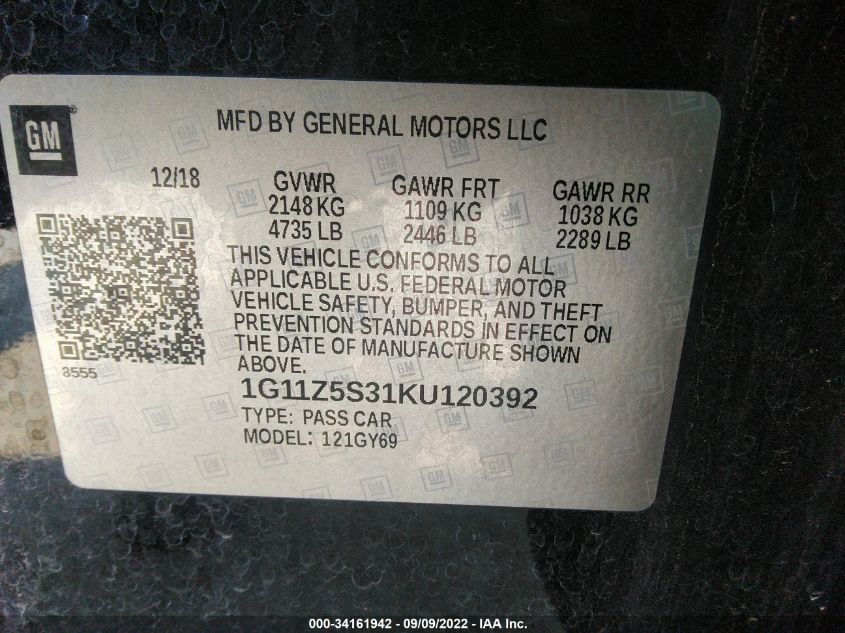 GM
MFD BY GENERAL MOTORS LLC
12/18 GVWR GAWR FRT GAWR RR
2148 KG 1109 KG 1038 KG
4735 LB 2446 LB 2289 LB
THIS VEHICLE CONFORMS TO ALL
APPLICABLE U.S. FEDERAL MOTOR
VEHICLE SAFETY, BUMPER, AND THEFT
PREVENTION STANDARDS IN EFFECT ON
THE DATE OF MANUFACTURE SHOWN
ABOVE.
8555
1G11Z5S31KU120392
TYPE: PASS CAR
MODEL: 121GY69
000-34161942 - 09/09/2022 - IAA Inc.